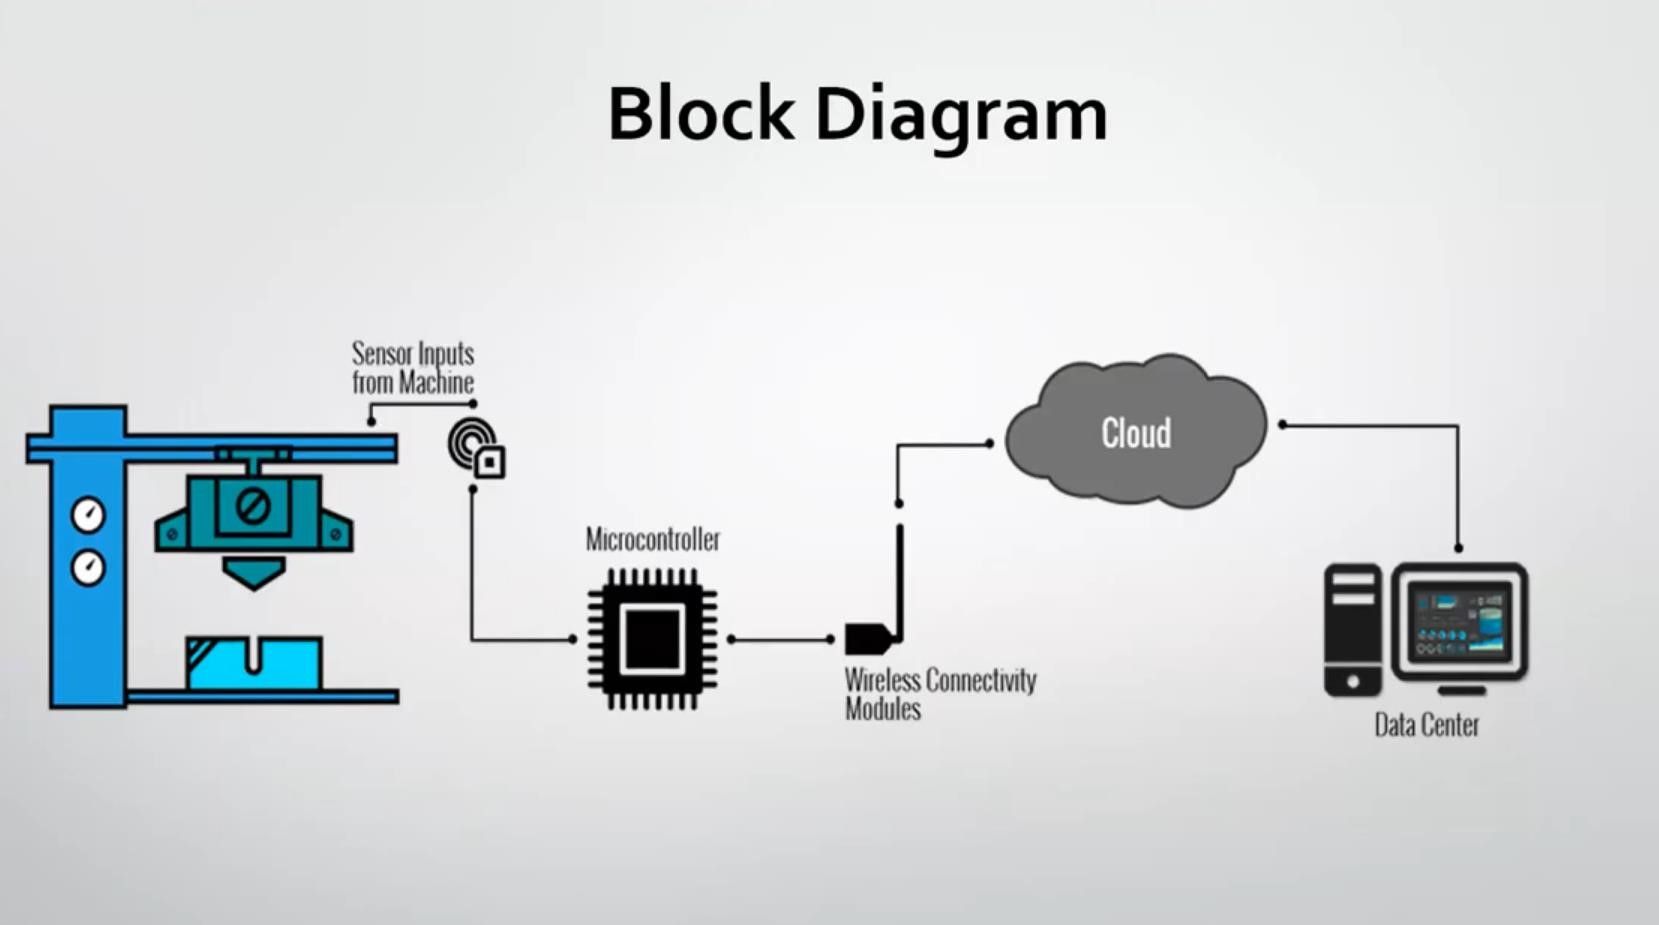 Block Diagram
Sensor Inputs
from Machine
Cloud
Microcontroller
Wireless Connectivity
Modules
Data Center